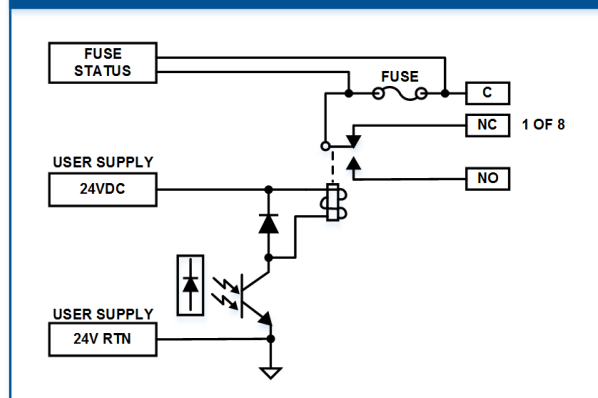 FUSE
STATUS
FUSE
C
NC
1 OF 8
USER SUPPLY
24VDC
NO
USER SUPPLY
24V RTN